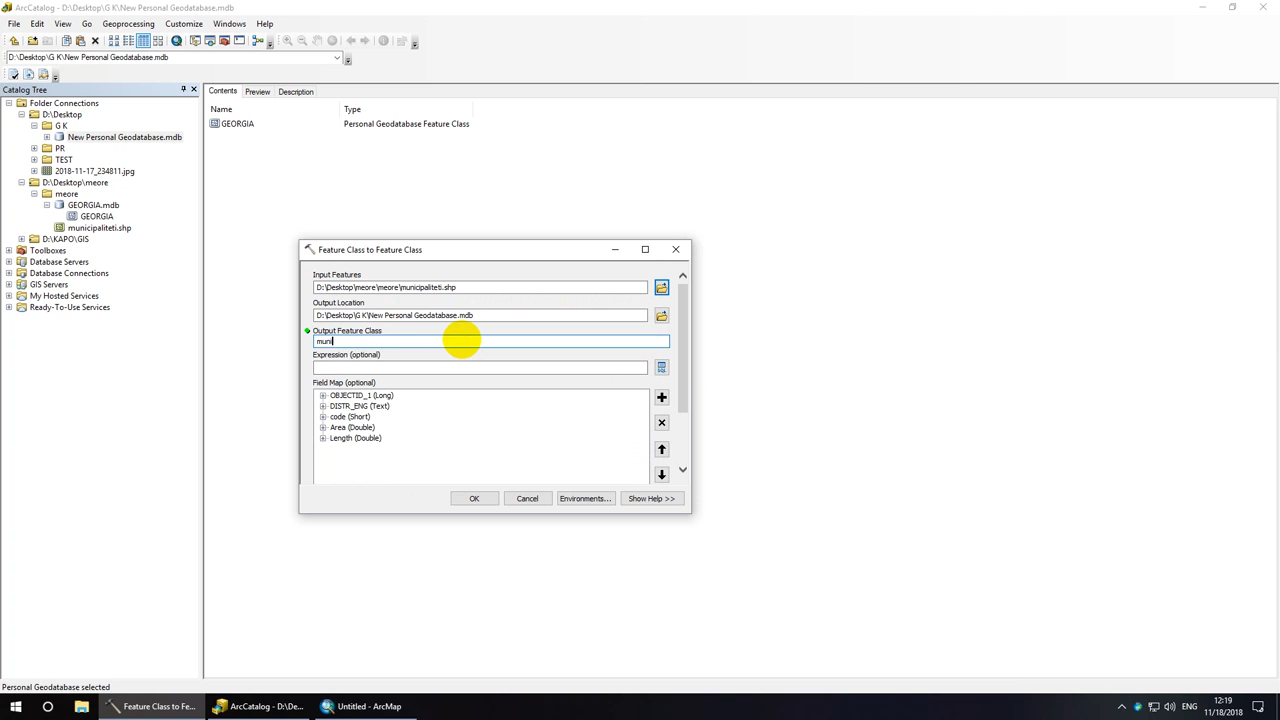 ArcCatalog - D:\Desktop\G K\New Personal Geodatabase.mdb
File Edit View Go Geoprocessing Customize Windows Help
D:\Desktop\G K\New Personal Geodatabase.mdb
Catalog Tree
Folder Connections
D:\Desktop
G K
New Personal Geodatabase.mdb
PR
TEST
2018-11-17_234811.jpg
D:\Desktop\meore
meore
GEORGIA.mdb
GEORGIA
municipaliteti.shp
D:\KAPO\GIS
Toolboxes
Database Servers
Database Connections
GIS Servers
My Hosted Services
Ready-To-Use Services
Contents Preview Description
Name Type
GEORGIA Personal Geodatabase Feature Class
Feature Class to Feature Class
Input Features
D:\Desktop\meore\meore\municipaliteti.shp
Output Location
D:\Desktop\G K\New Personal Geodatabase.mdb
Output Feature Class
muni
Expression (optional)
Field Map (optional)
OBJECTID_1 (Long)
DISTR_ENG (Text)
code (Short)
Area (Double)
Length (Double)
OK Cancel Environments... Show Help >>
Personal Geodatabase selected
Feature Class to Fe... ArcCatalog - D:\De... Untitled - ArcMap
12:19
11/18/2018